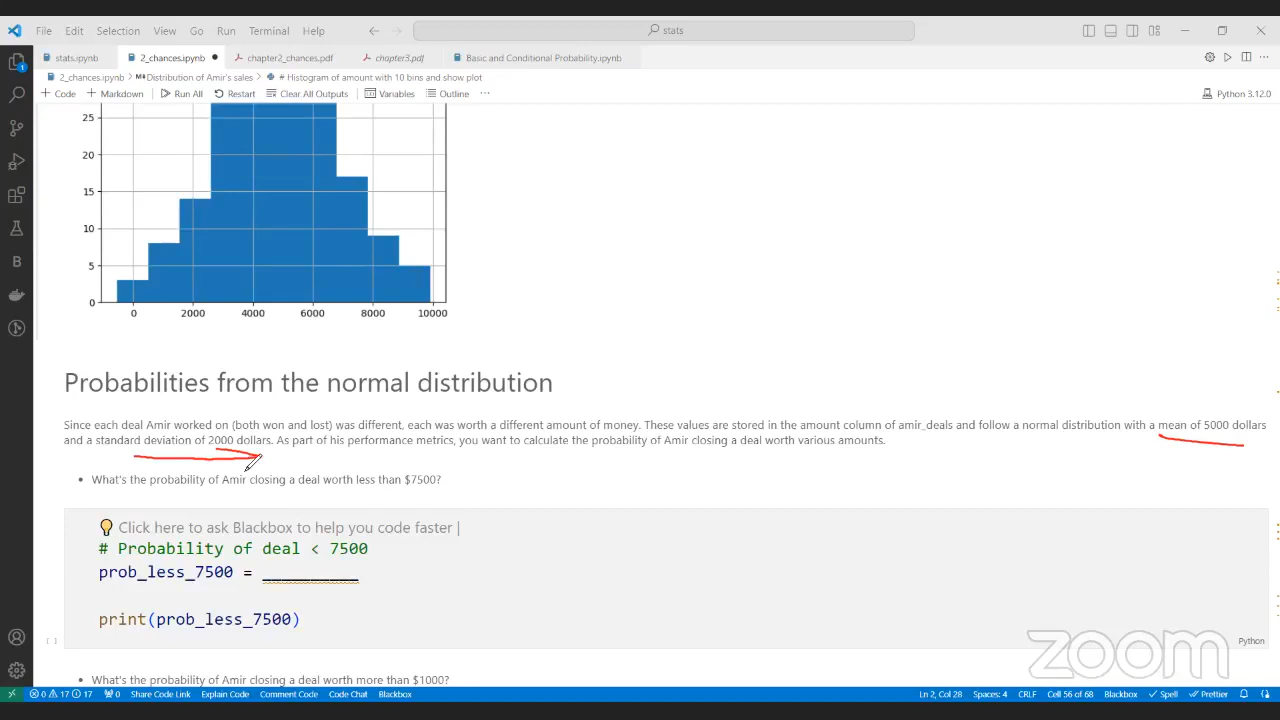 File Edit Selection View Go Run Terminal Help
stats
stats.ipynb 2_chances.ipynb chapter2_chances.pdf chapter3.pdf Basic and Conditional Probability.ipynb
2_chances.ipynb > Distribution of Amir's sales > # Histogram of amount with 10 bins and show plot
+ Code + Markdown Run All Restart Clear All Outputs Variables Outline ... Python 3.12.0
25
20
15
10
5
0
0 2000 4000 6000 8000 10000
Probabilities from the normal distribution
Since each deal Amir worked on (both won and lost) was different, each was worth a different amount of money. These values are stored in the amount column of amir_deals and follow a normal distribution with a mean of 5000 dollars
and a standard deviation of 2000 dollars. As part of his performance metrics, you want to calculate the probability of Amir closing a deal worth various amounts.
• What's the probability of Amir closing a deal worth less than $7500?
Click here to ask Blackbox to help you code faster |
# Probability of deal < 7500
prob_less_7500 = __________
print(prob_less_7500)
[ ] Python
zoom
• What's the probability of Amir closing a deal worth more than $1000?
0 17 17 0 Share Code Link Explain Code Comment Code Code Chat Blackbox Ln 2, Col 28 Spaces: 4 CRLF Cell 56 of 68 Blackbox Spell Prettier